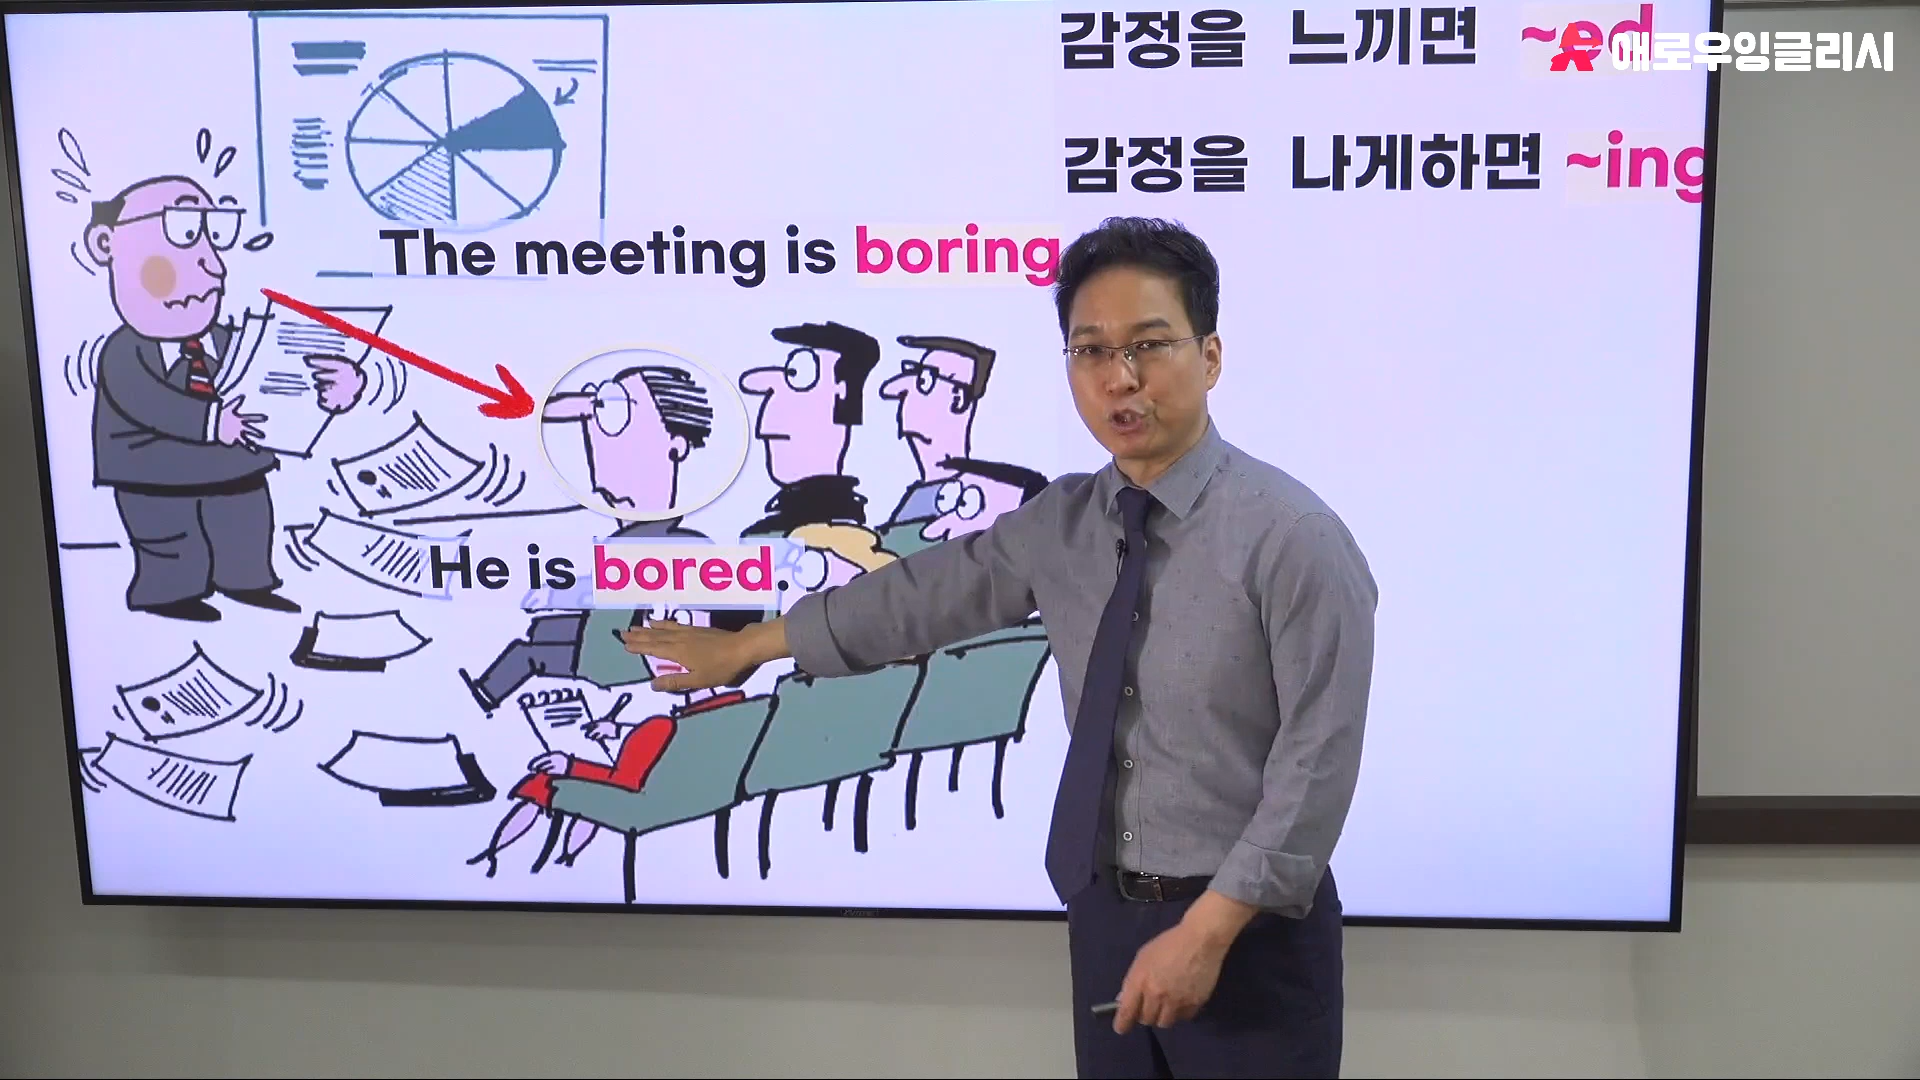 감정을 느끼면 ~ed
애로우잉글리시
감정을 나게하면 ~ing
The meeting is boring
He is bored.